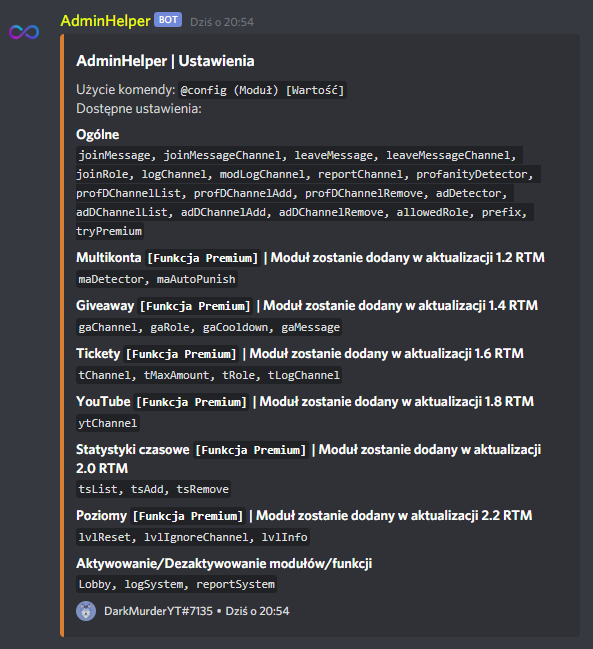 AdminHelper BOT Dziś o 20:54
AdminHelper | Ustawienia
Użycie komendy: @config (Moduł) [Wartość]
Dostępne ustawienia:
Ogólne
joinMessage, joinMessageChannel, leaveMessage, leaveMessageChannel,
joinRole, logChannel, modLogChannel, reportChannel, profanityDetector,
profDChannelList, profDChannelAdd, profDChannelRemove, adDetector,
adDChannelList, adDChannelAdd, adDChannelRemove, allowedRole, prefix,
tryPremium
Multikonta [Funkcja Premium] | Moduł zostanie dodany w aktualizacji 1.2 RTM
maDetector, maAutoPunish
Giveaway [Funkcja Premium] | Moduł zostanie dodany w aktualizacji 1.4 RTM
gaChannel, gaRole, gaCooldown, gaMessage
Tickety [Funkcja Premium] | Moduł zostanie dodany w aktualizacji 1.6 RTM
tChannel, tMaxAmount, tRole, tLogChannel
YouTube [Funkcja Premium] | Moduł zostanie dodany w aktualizacji 1.8 RTM
ytChannel
Statystyki czasowe [Funkcja Premium] | Moduł zostanie dodany w aktualizacji
2.0 RTM
tsList, tsAdd, tsRemove
Poziomy [Funkcja Premium] | Moduł zostanie dodany w aktualizacji 2.2 RTM
lvlReset, lvlIgnoreChannel, lvlInfo
Aktywowanie/Dezaktywowanie modułów/funkcji
Lobby, logSystem, reportSystem
DarkMurderYT#7135 • Dziś o 20:54